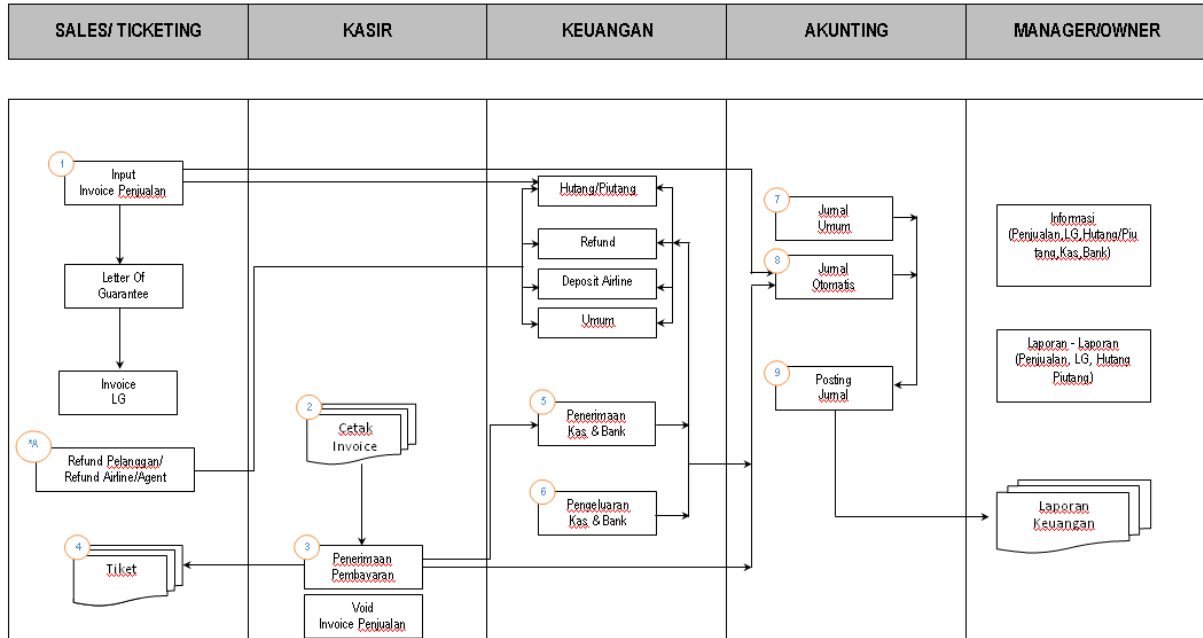 SALES/ TICKETING
KASIR
KEUANGAN
AKUNTING
MANAGER/OWNER
1
Input
Invoice Penjualan
Letter Of
Guarantee
Invoice
LG
*A
Refund Pelanggan/
Refund Airline/Agent
4
Tiket
2
Cetak
Invoice
3
Penerimaan
Pembayaran
Void
Invoice Penjualan
Hutang/Piutang
Refund
Deposit Airline
Umum
5
Penerimaan
Kas & Bank
6
Pengeluaran
Kas & Bank
7
Jurnal
Umum
8
Jurnal
Otomatis
9
Posting
Jurnal
Informasi
(Penjualan,LG,Hutang/Piu
tang,Kas,Bank)
Laporan - Laporan
(Penjualan, LG, Hutang
Piutang)
Laporan
Keuangan